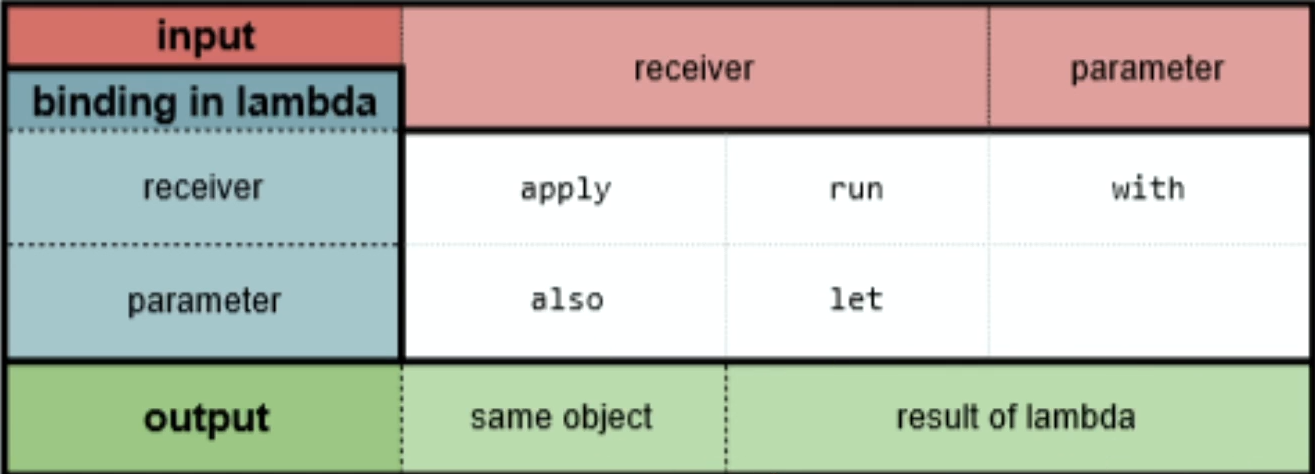 input
receiver parameter
binding in lambda
receiver apply run with
parameter also let
output same object result of lambda